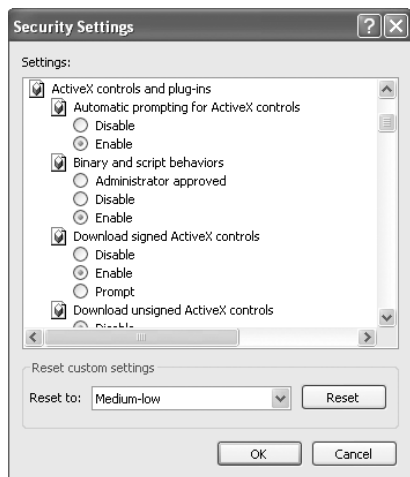 Security Settings
Settings:
ActiveX controls and plug-ins
Automatic prompting for ActiveX controls
Disable
Enable
Binary and script behaviors
Administrator approved
Disable
Enable
Download signed ActiveX controls
Disable
Enable
Prompt
Download unsigned ActiveX controls
Disable
Reset custom settings
Reset to: Medium-low Reset
OK Cancel